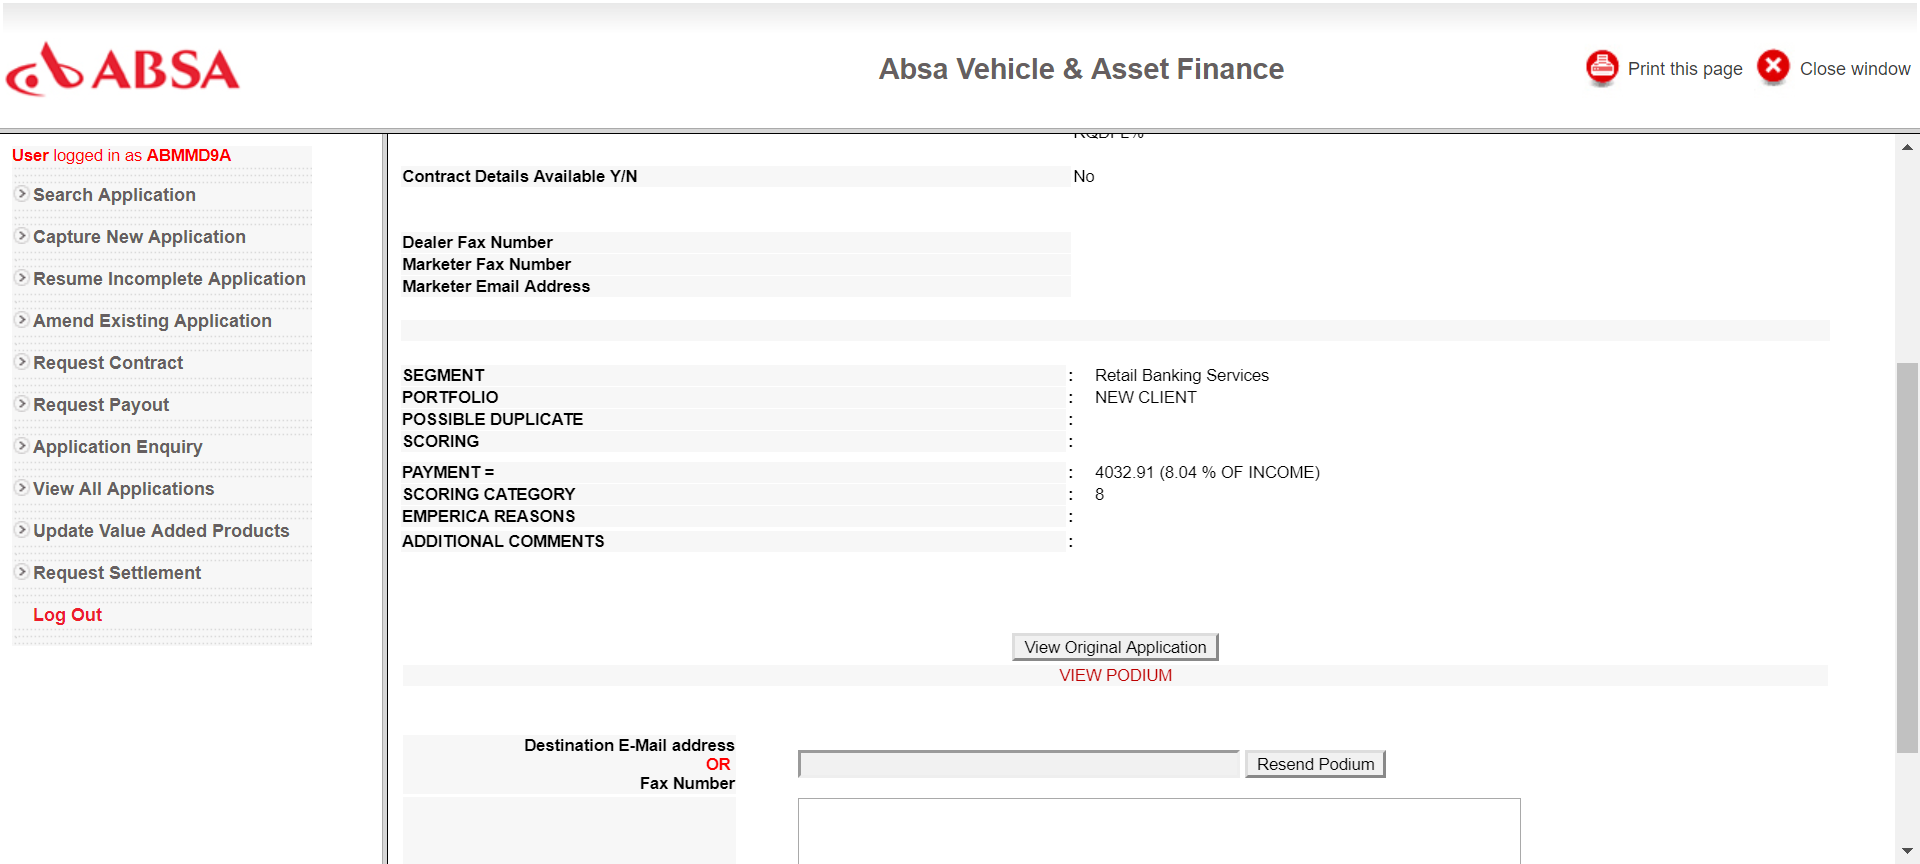 ABSA
Absa Vehicle & Asset Finance
Print this page
Close window
User logged in as ABMMD9A
Search Application
Capture New Application
Resume Incomplete Application
Amend Existing Application
Request Contract
Request Payout
Application Enquiry
View All Applications
Update Value Added Products
Request Settlement
Log Out
Contract Details Available Y/N No
Dealer Fax Number
Marketer Fax Number
Marketer Email Address
SEGMENT : Retail Banking Services
PORTFOLIO : NEW CLIENT
POSSIBLE DUPLICATE :
SCORING :
PAYMENT = : 4032.91 (8.04 % OF INCOME)
SCORING CATEGORY : 8
EMPERICA REASONS :
ADDITIONAL COMMENTS :
View Original Application
VIEW PODIUM
Destination E-Mail address
OR
Fax Number
Resend Podium